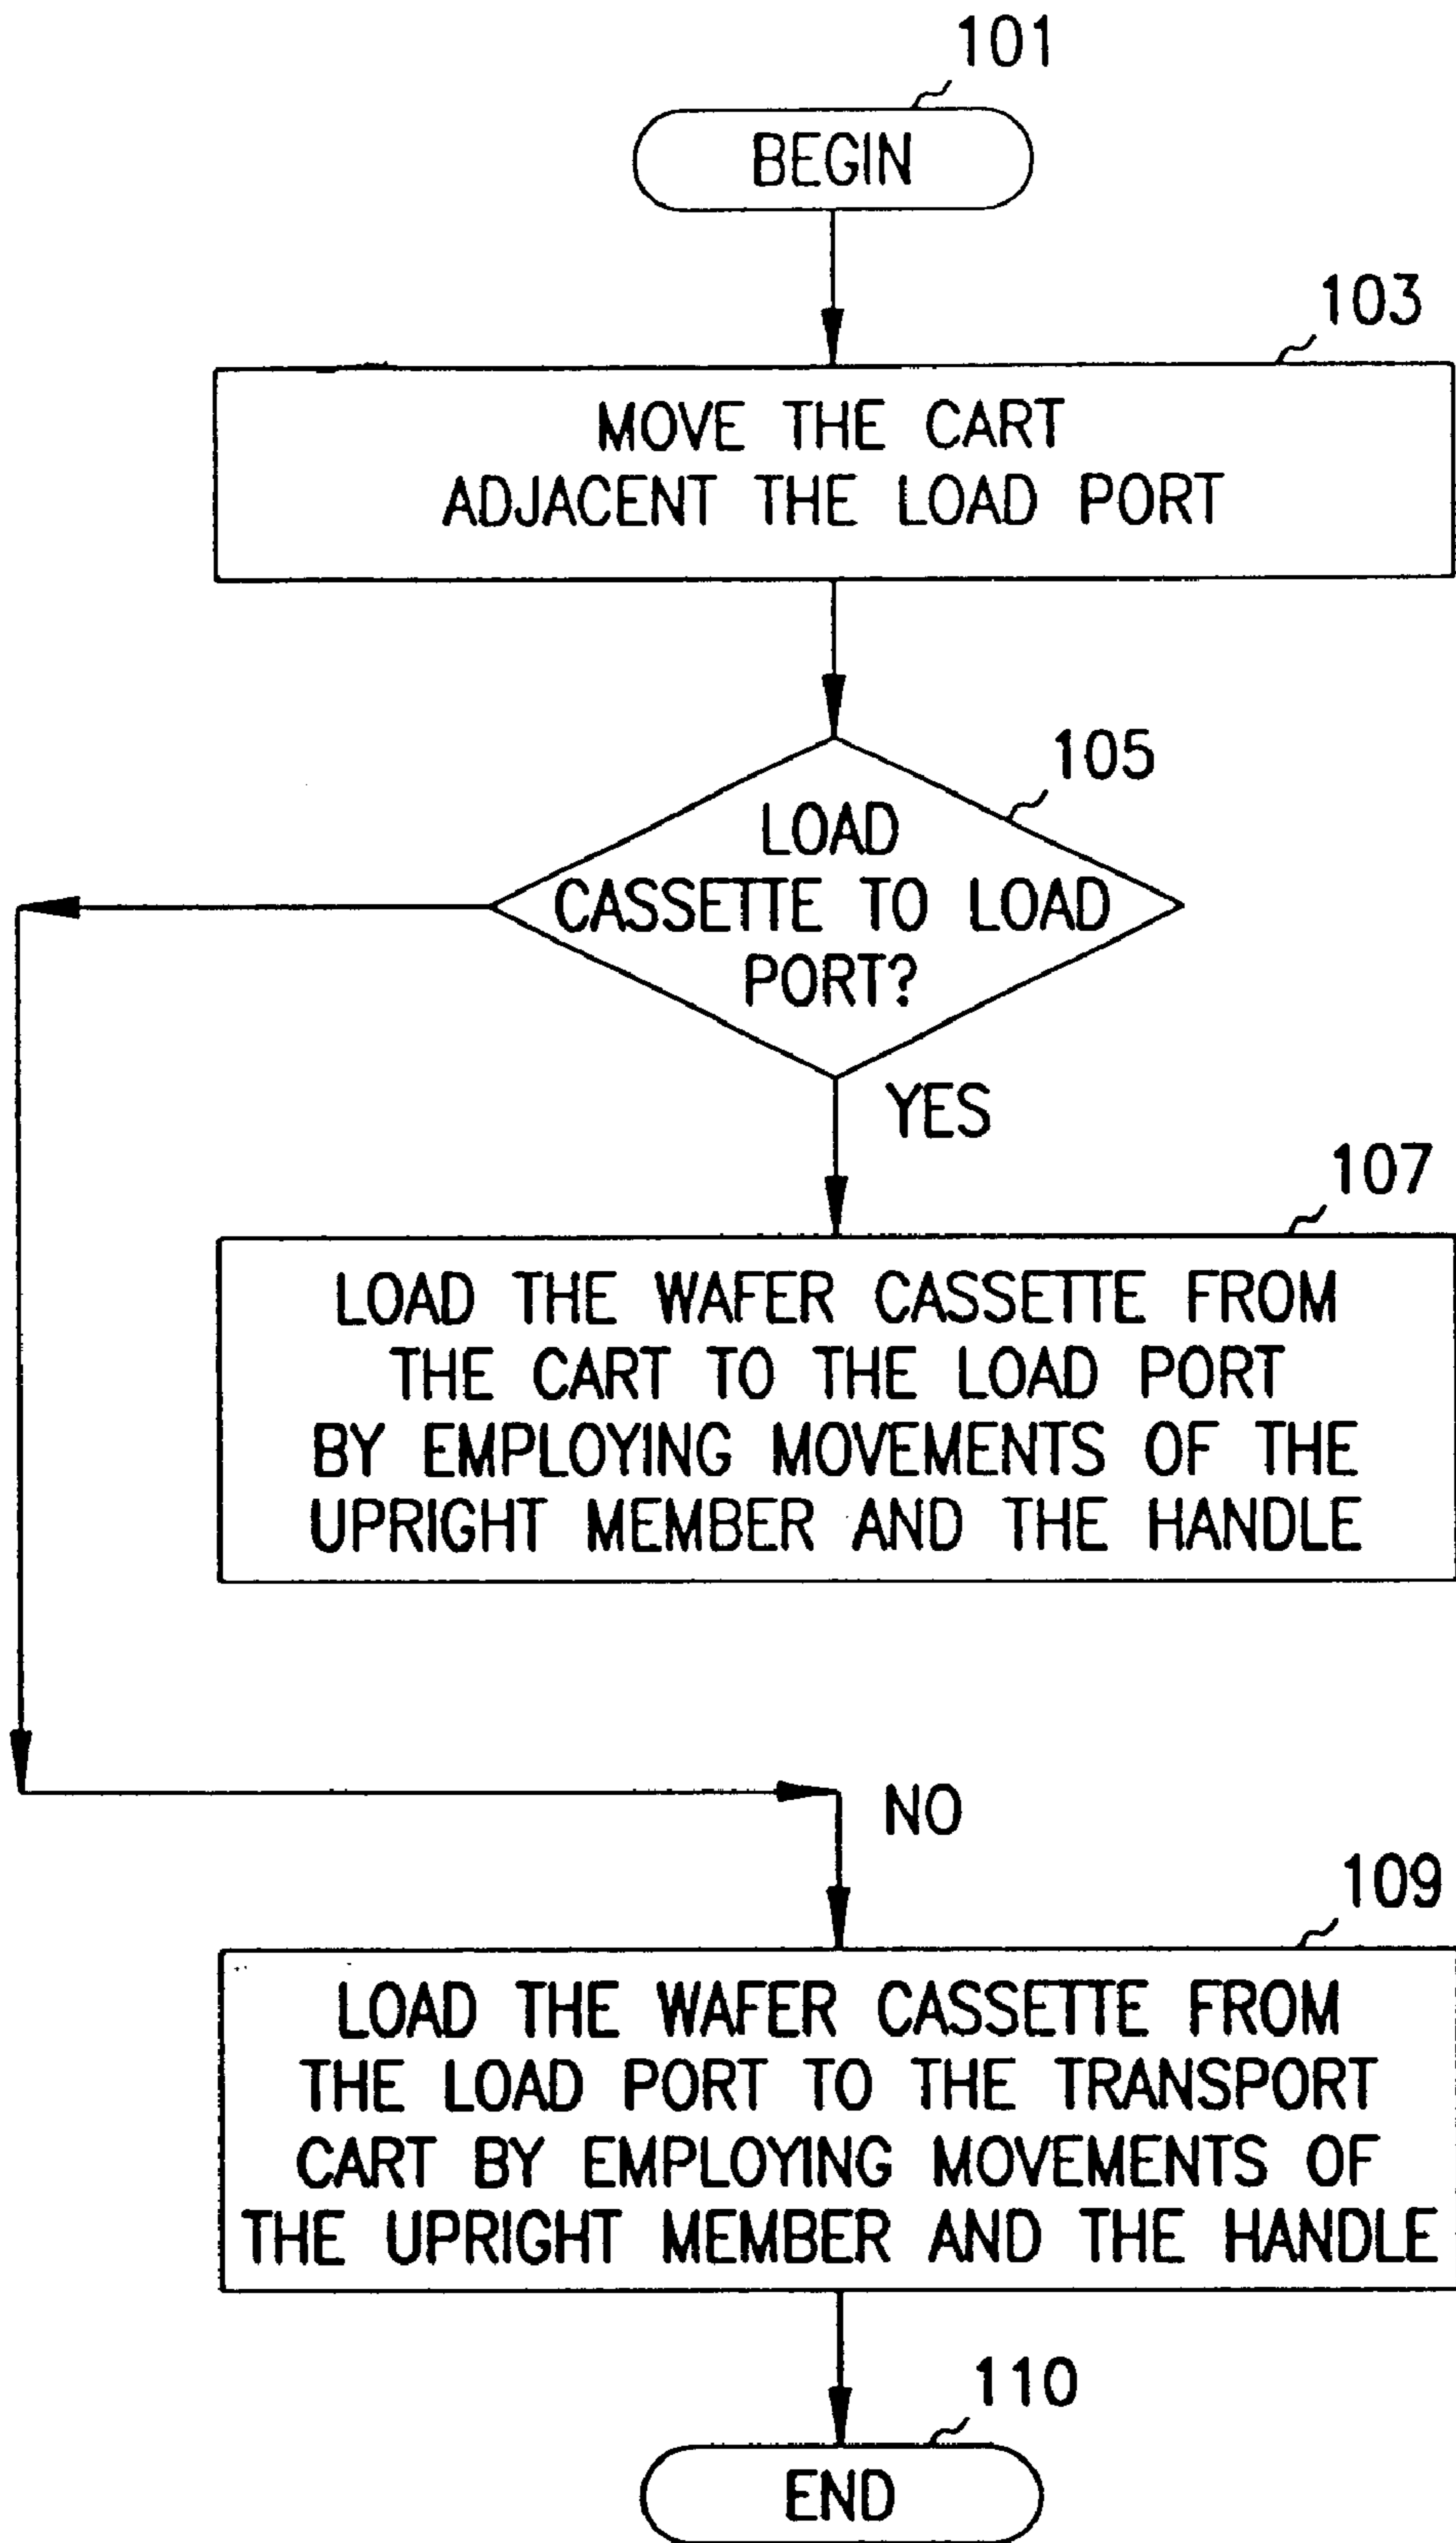 101
BEGIN
103
MOVE THE CART
ADJACENT THE LOAD PORT
105
LOAD
CASSETTE TO LOAD
PORT?
YES
107
LOAD THE WAFER CASSETTE FROM
THE CART TO THE LOAD PORT
BY EMPLOYING MOVEMENTS OF THE
UPRIGHT MEMBER AND THE HANDLE
NO
109
LOAD THE WAFER CASSETTE FROM
THE LOAD PORT TO THE TRANSPORT
CART BY EMPLOYING MOVEMENTS OF
THE UPRIGHT MEMBER AND THE HANDLE
110
END